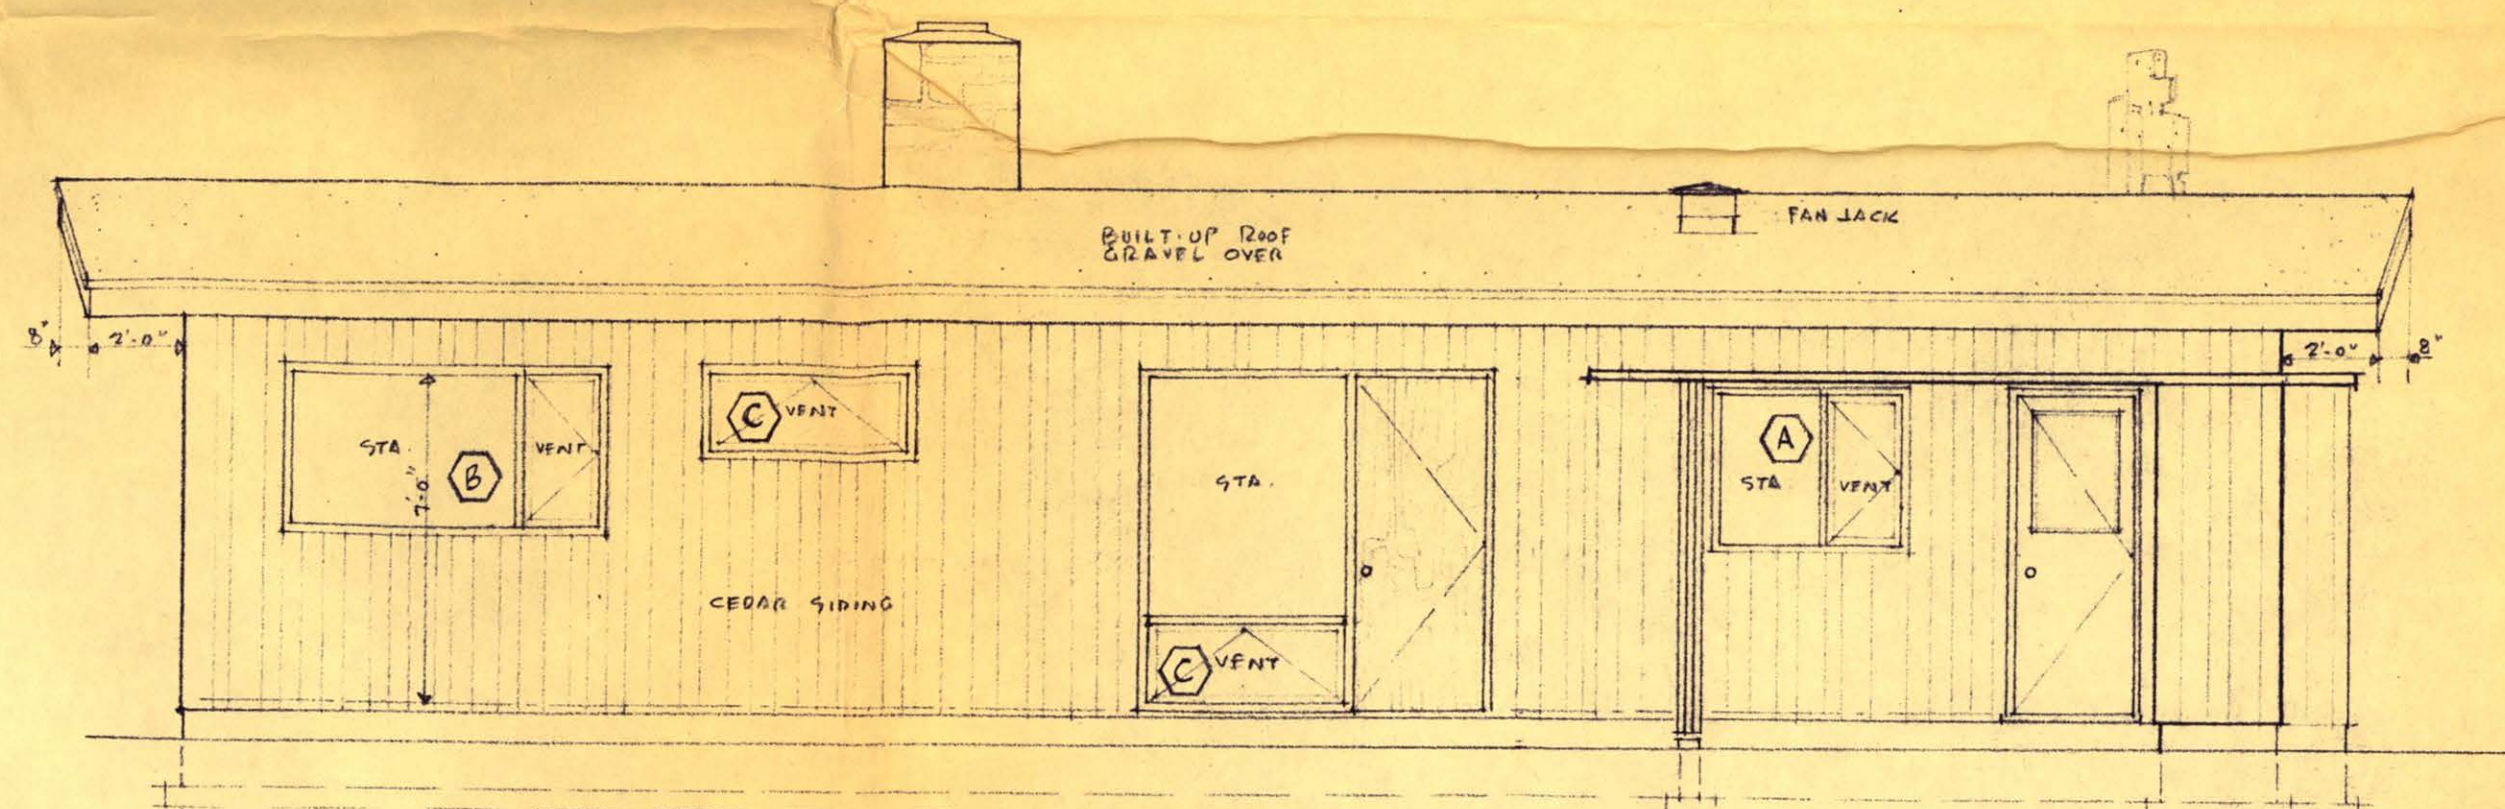 FAN JACK
BUILT-UP ROOF
GRAVEL OVER
8"
2'-0"
2'-0"
8"
C
VENT
A
STA.
VENT
B
7'-0"
STA.
STA
VENT
CEDAR SIDING
C
VENT